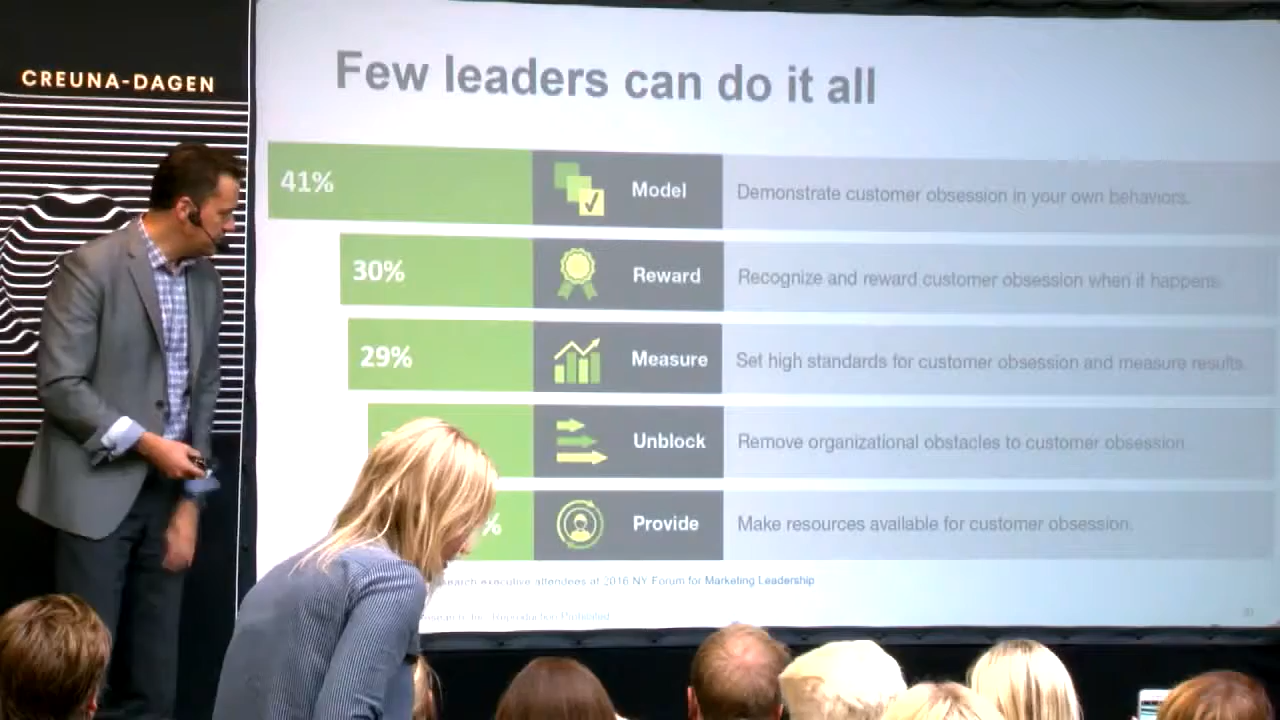 CREUNA-DAGEN
Few leaders can do it all
41% Model Demonstrate customer obsession in your own behaviors.
30% Reward Recognize and reward customer obsession when it happens.
29% Measure Set high standards for customer obsession and measure results.
Unblock Remove organizational obstacles to customer obsession.
% Provide Make resources available for customer obsession.
executive attendees at 2016 NY Forum for Marketing Leadership
Reproduction Prohibited